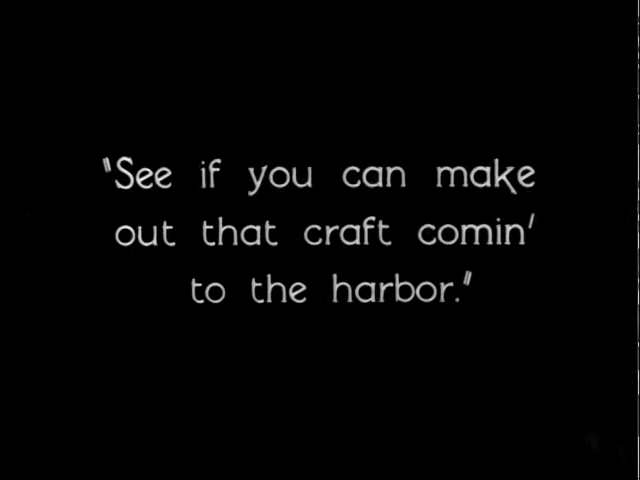 "See if you can make
out that craft comin'
to the harbor."